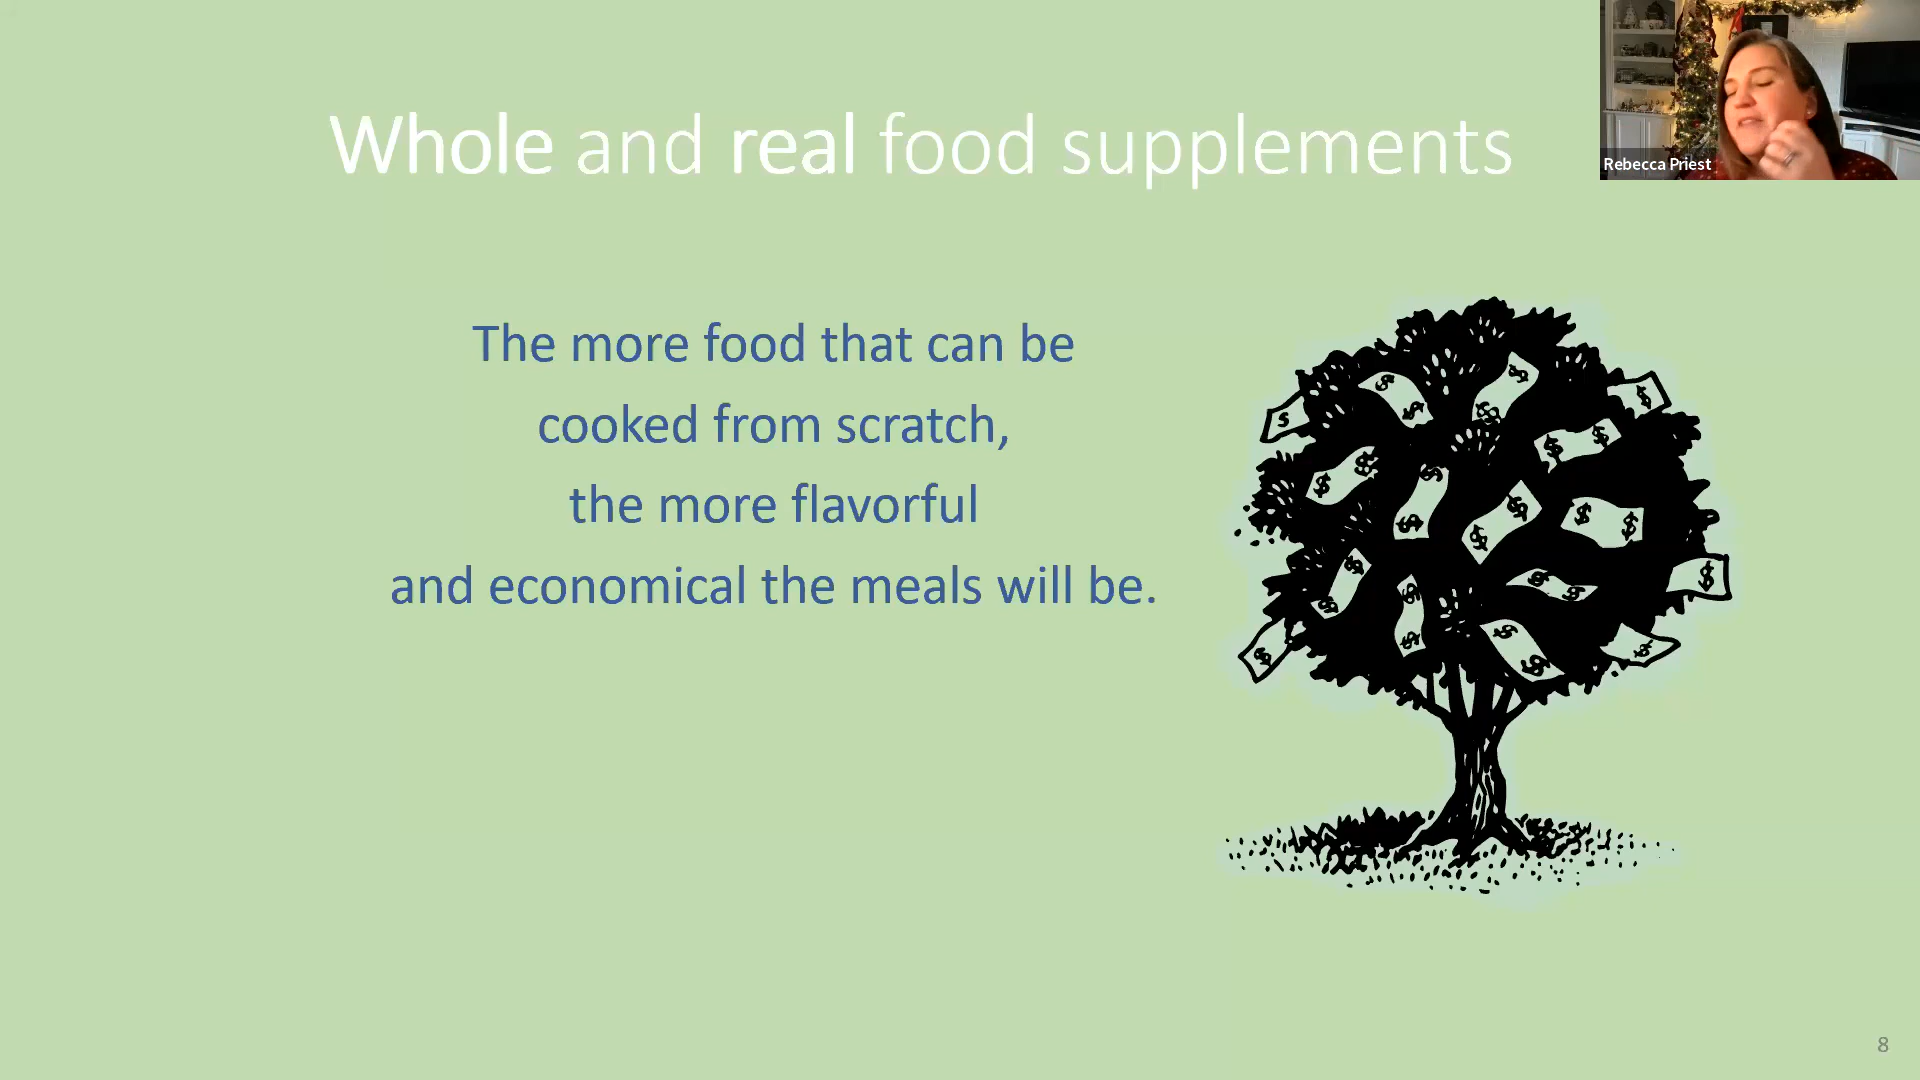 Whole and real food supplements
Rebecca Priest
The more food that can be
cooked from scratch,
the more flavorful
and economical the meals will be.
8